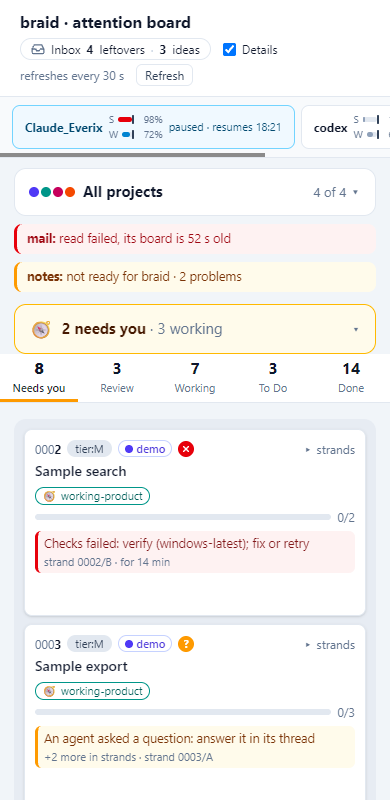 braid · attention board
Inbox 4 leftovers · 3 ideas
Details
refreshes every 30 s
Refresh
Claude_Everix S 98% W 72% paused · resumes 18:21
codex S W
All projects 4 of 4
mail: read failed, its board is 52 s old
notes: not ready for braid · 2 problems
2 needs you · 3 working
8 3 7 3 14
Needs you Review Working To Do Done
0002 tier:M demo strands
Sample search
working-product
0/2
Checks failed: verify (windows-latest); fix or retry
strand 0002/B · for 14 min
0003 tier:M demo ? strands
Sample export
working-product
0/3
An agent asked a question: answer it in its thread
+2 more in strands · strand 0003/A